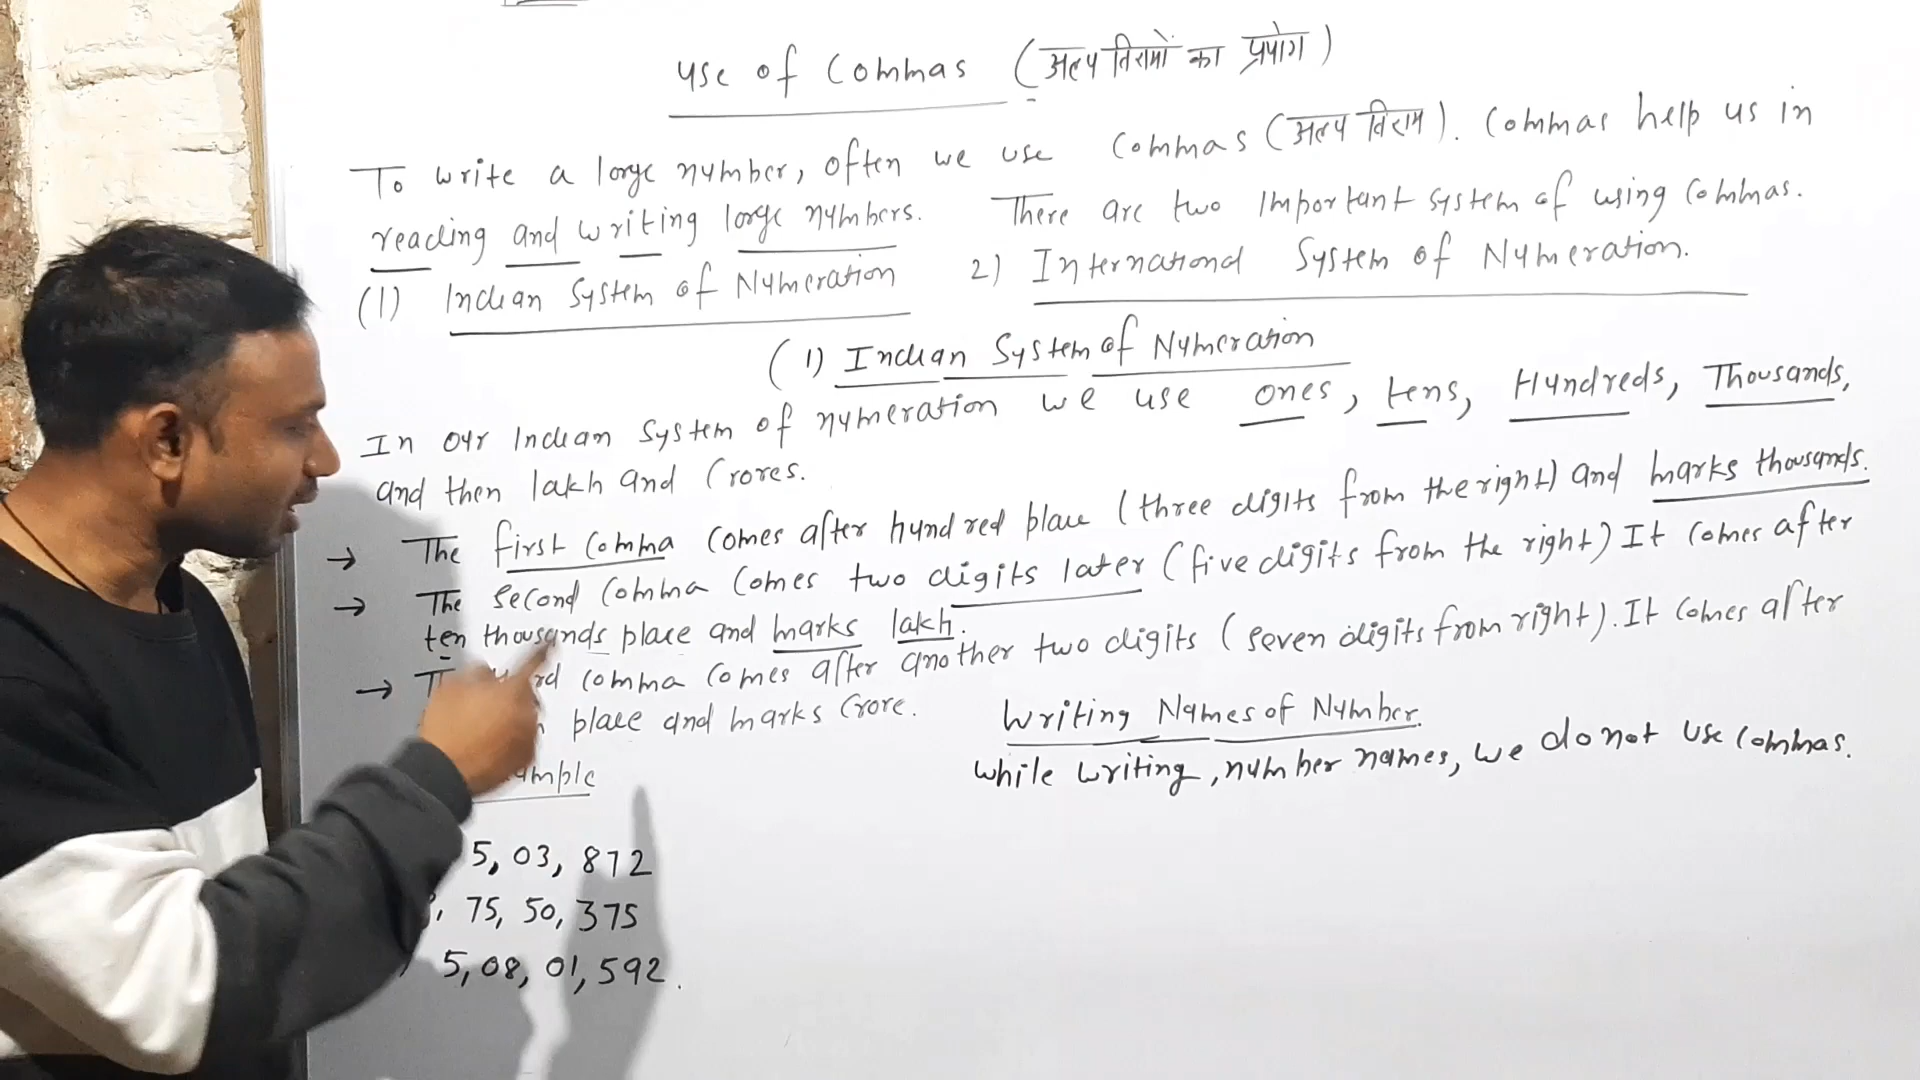 Use of Commas (अल्प विरामों का प्रयोग)
To write a large number, often we use commas (अल्प विराम). Commas help us in
reading and writing large numbers. There are two important system of using commas.
(1) Indian System of Numeration 2) International System of Numeration.
(1) Indian System of Numeration
In our Indian System of numeration we use ones, tens, Hundreds, Thousands,
and then lakh and Crores.
→ The first comma comes after hundred place (three digits from the right) and marks thousands.
→ The second comma comes two digits later (five digits from the right) It comes after
ten thousands place and marks lakh.
→ comma comes after another two digits (seven digits from right). It comes after
place and marks Crore.
Writing Names of Number.
While writing, number names, we do not use commas.
5, 03, 872
, 75, 50, 375
5, 08, 01, 592.